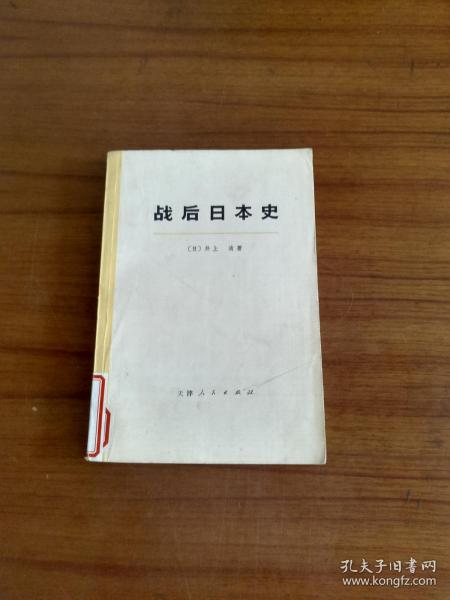 战后日本史
〔日〕井上 清著
天津人民出版社
孔夫子旧书网
www.kongfz.com